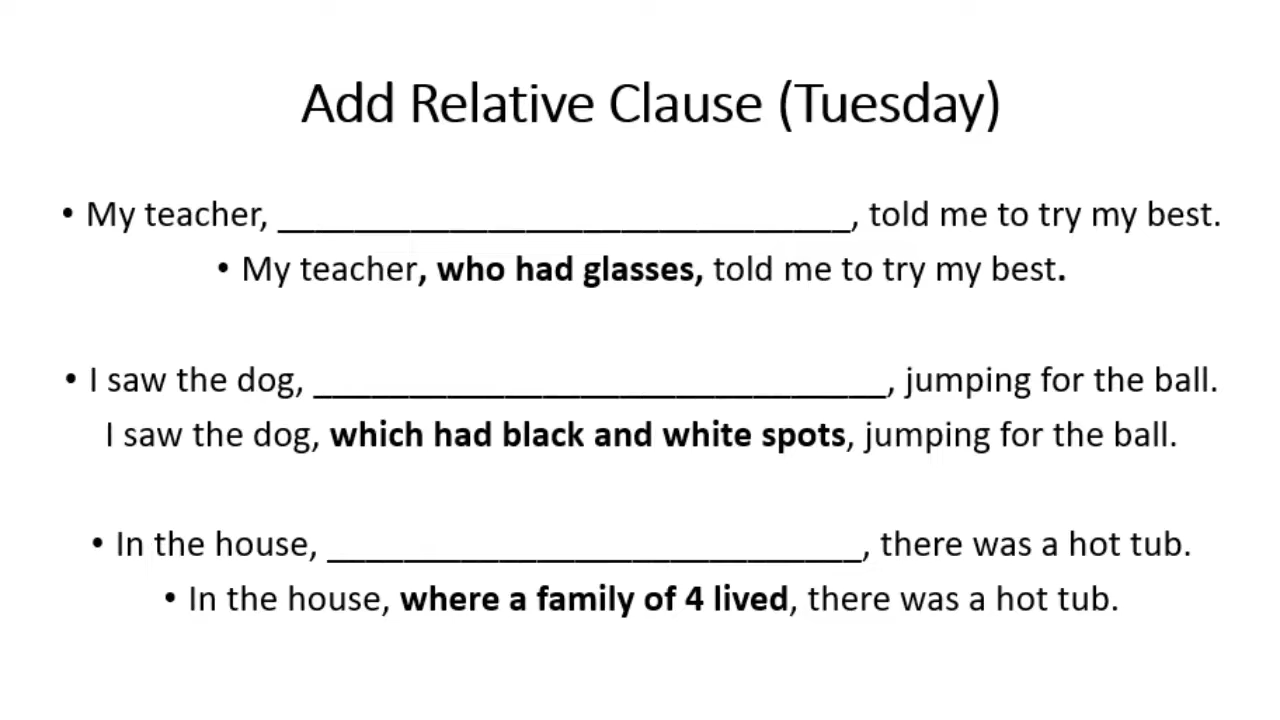 Add Relative Clause (Tuesday)
• My teacher, ______________________________, told me to try my best.
• My teacher, who had glasses, told me to try my best.
• I saw the dog, ______________________________, jumping for the ball.
I saw the dog, which had black and white spots, jumping for the ball.
• In the house, ____________________________, there was a hot tub.
• In the house, where a family of 4 lived, there was a hot tub.